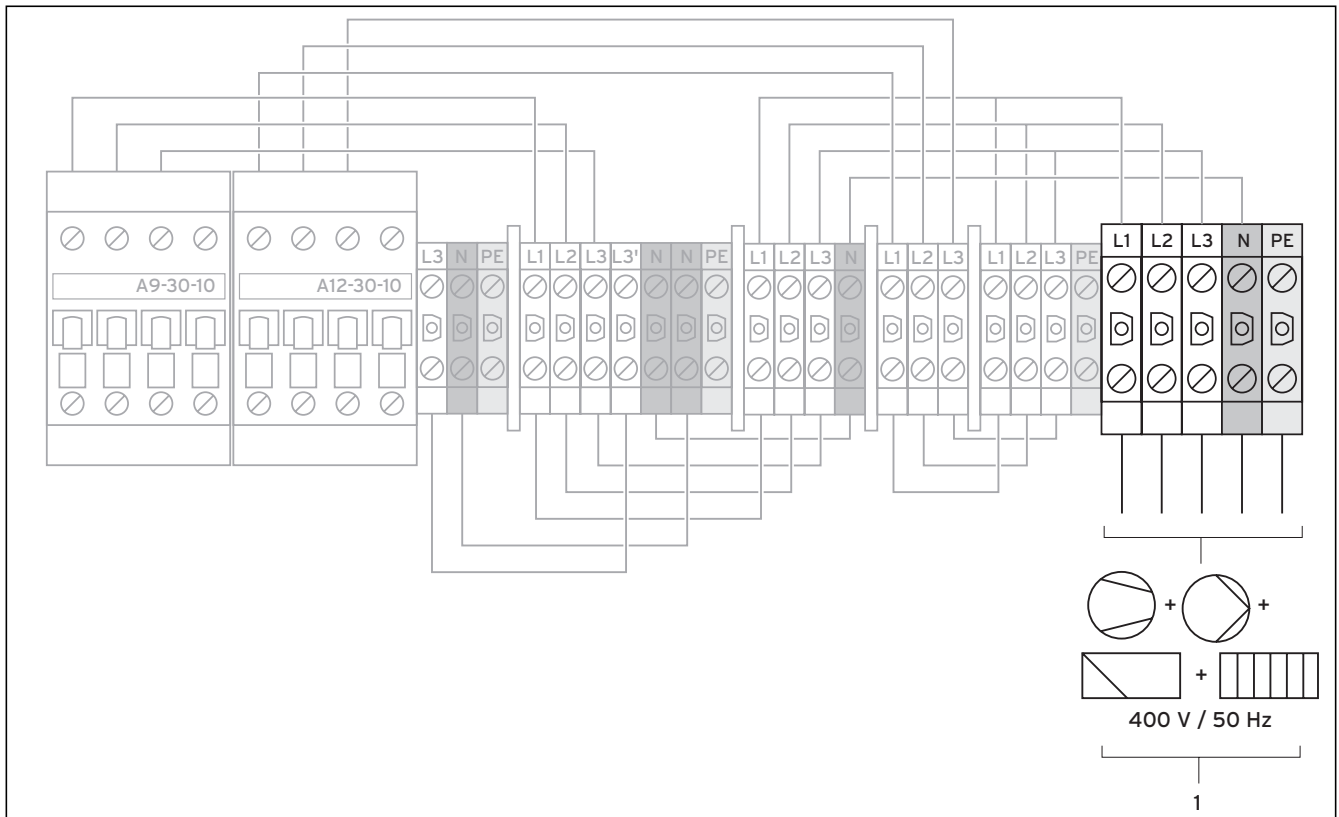 L1 L2 L3 N PE
L3 N PE L1 L2 L3 L3' N N PE L1 L2 L3 N L1 L2 L3 L1 L2 L3 PE
A9-30-10 A12-30-10
+ +
+
400 V / 50 Hz
1